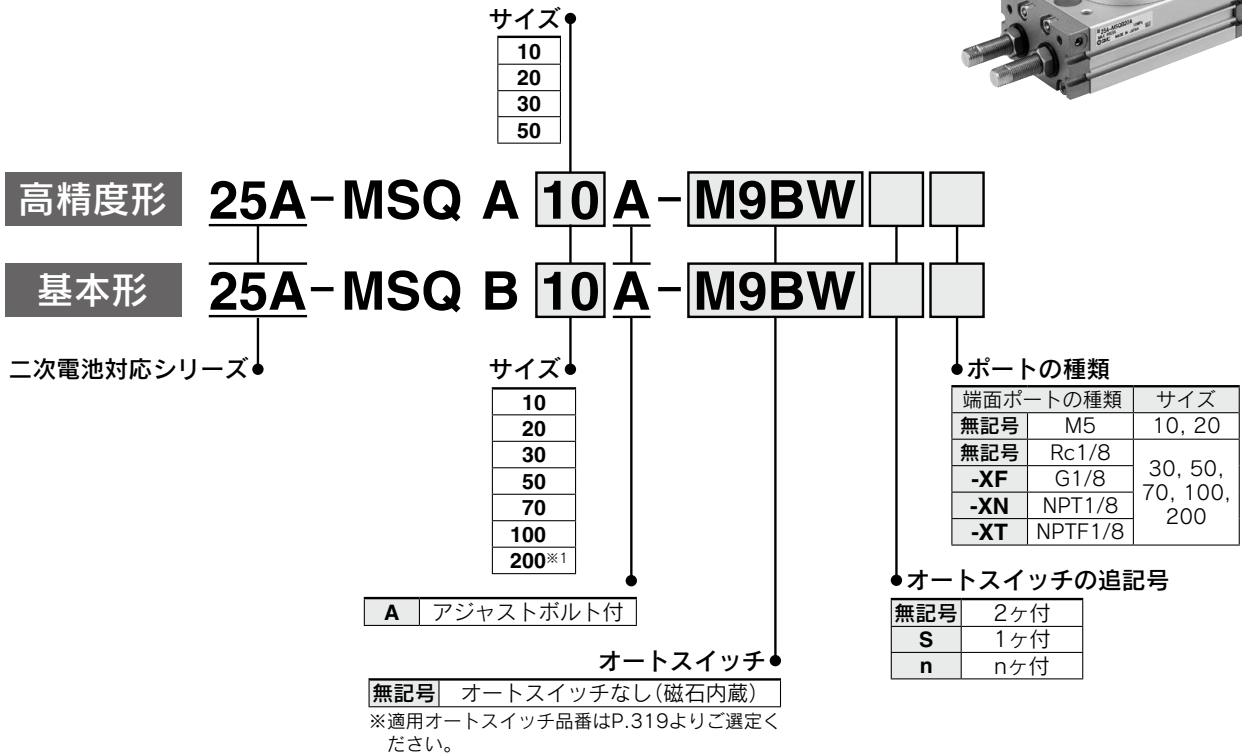 サイズ
10
20
30
50
高精度形 25A-MSQ A 10 A-M9BW
基本形 25A-MSQ B 10 A-M9BW
二次電池対応シリーズ
サイズ
10
20
30
50
70
100
200※1
A アジャストボルト付
オートスイッチ
無記号 オートスイッチなし(磁石内蔵)
※適用オートスイッチ品番はP.319よりご選定く
ださい。
ポートの種類
端面ポートの種類 サイズ
無記号 M5 10, 20
無記号 Rc1/8
-XF G1/8
-XN NPT1/8
-XT NPTF1/8
30, 50,
70, 100,
200
オートスイッチの追記号
無記号 2ヶ付
S 1ヶ付
n nヶ付